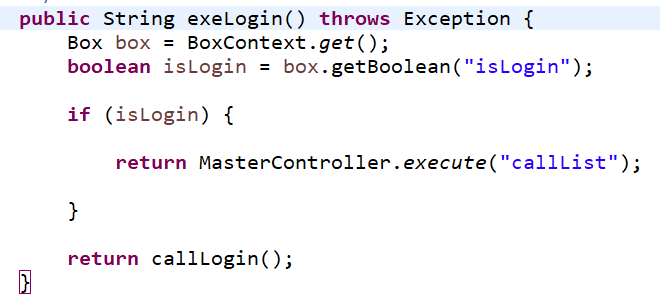 public String exeLogin() throws Exception {
    Box box = BoxContext.get();
    boolean isLogin = box.getBoolean("isLogin");
    if (isLogin) {
        return MasterController.execute("callList");
    }
    return callLogin();
}